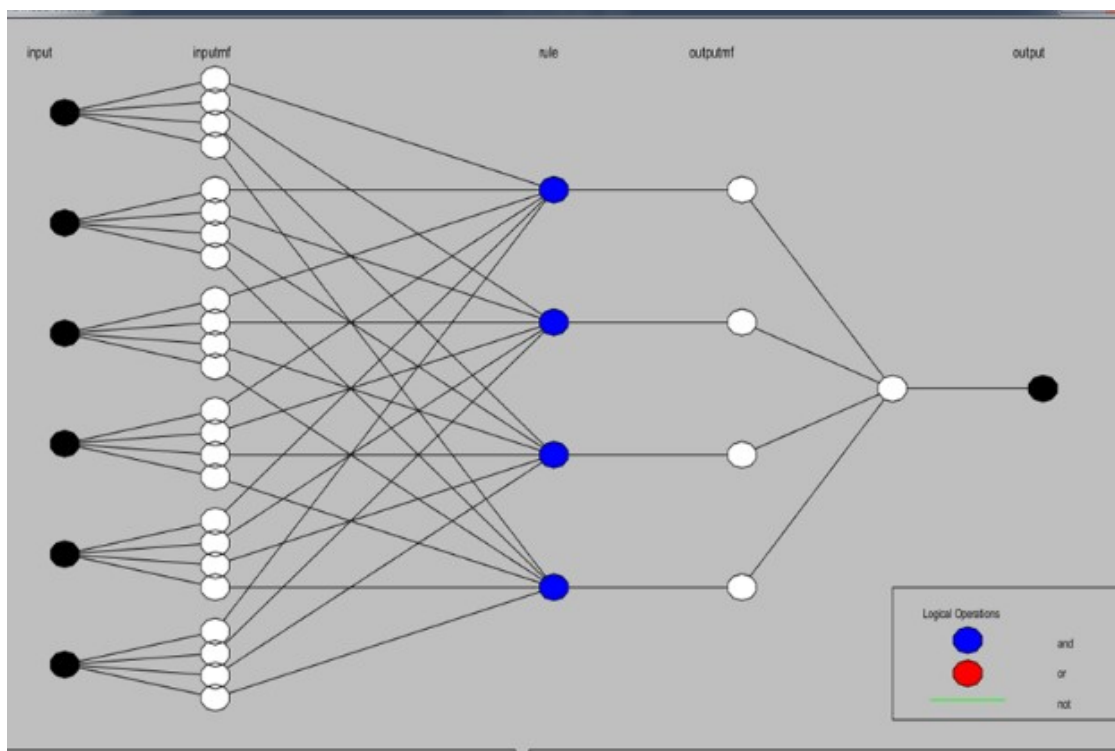 input inputmf rule outputmf output
Logical Operations
and
or
not